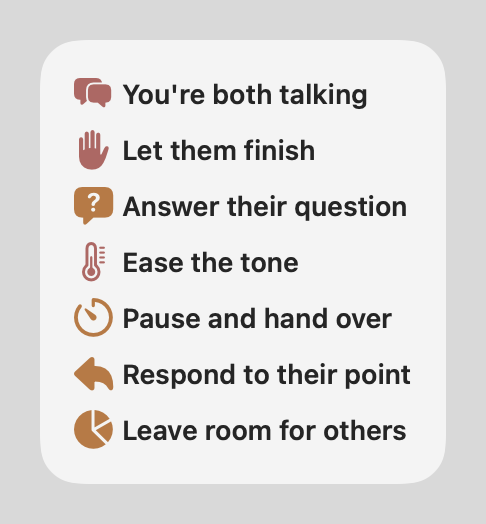 You're both talking
Let them finish
?
Answer their question
Ease the tone
Pause and hand over
Respond to their point
Leave room for others